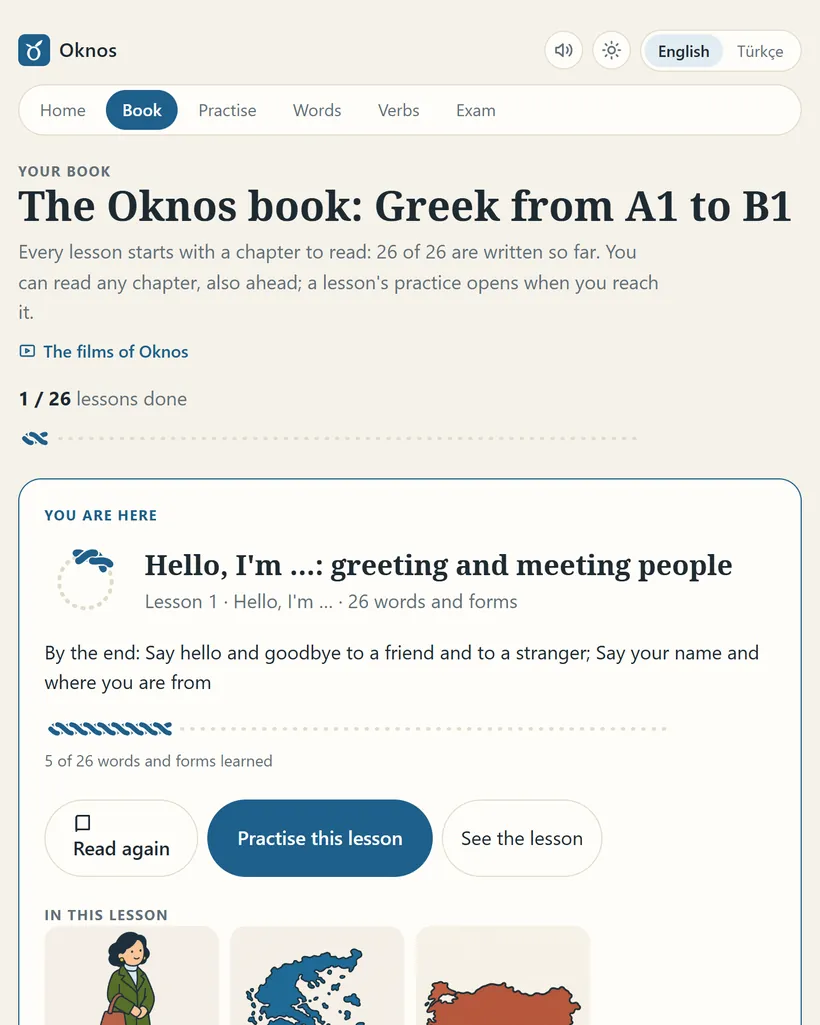 Oknos
English
Türkçe
Home
Book
Practise
Words
Verbs
Exam
YOUR BOOK
The Oknos book: Greek from A1 to B1
Every lesson starts with a chapter to read: 26 of 26 are written so far. You
can read any chapter, also ahead; a lesson's practice opens when you reach
it.
The films of Oknos
1 / 26 lessons done
YOU ARE HERE
Hello, I'm ...: greeting and meeting people
Lesson 1 · Hello, I'm ... · 26 words and forms
By the end: Say hello and goodbye to a friend and to a stranger; Say your name and
where you are from
5 of 26 words and forms learned
Read again
Practise this lesson
See the lesson
IN THIS LESSON